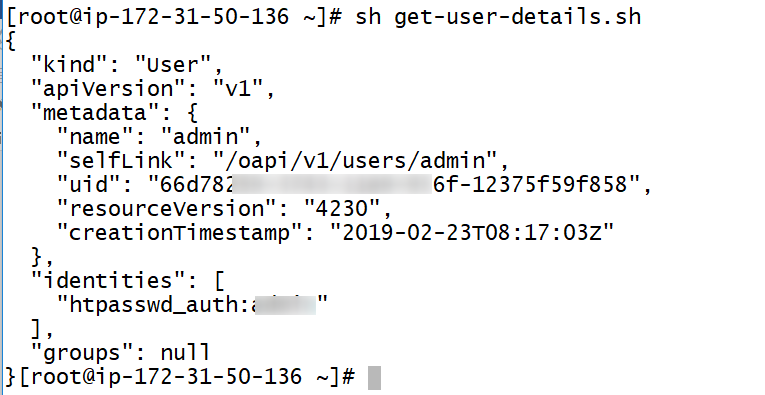 [root@ip-172-31-50-136 ~]# sh get-user-details.sh
{
  "kind": "User",
  "apiVersion": "v1",
  "metadata": {
    "name": "admin",
    "selfLink": "/oapi/v1/users/admin",
    "uid": "66d782 6f-12375f59f858",
    "resourceVersion": "4230",
    "creationTimestamp": "2019-02-23T08:17:03Z"
  },
  "identities": [
    "htpasswd_auth: "
  ],
  "groups": null
}[root@ip-172-31-50-136 ~]#